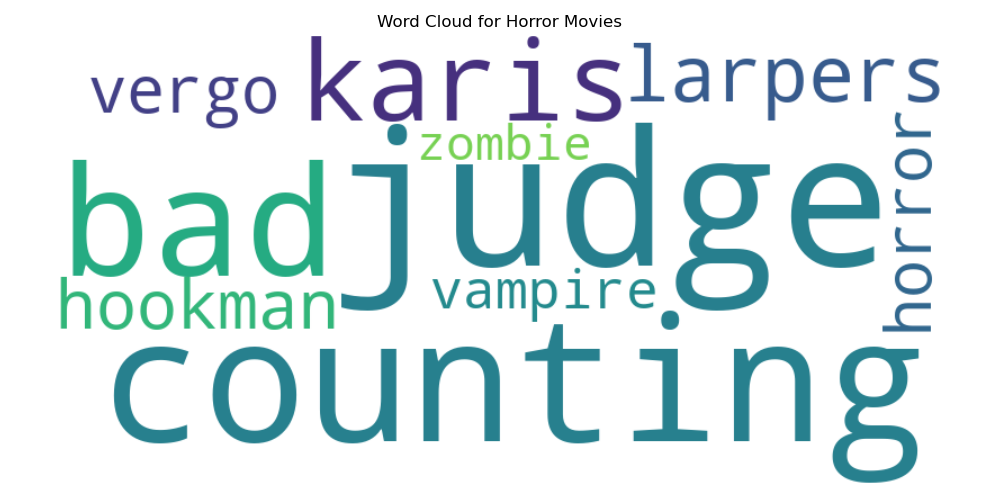 Word Cloud for Horror Movies
karis
larpers
vergo
zombie
judge
horror
bad
vampire
hookman
counting